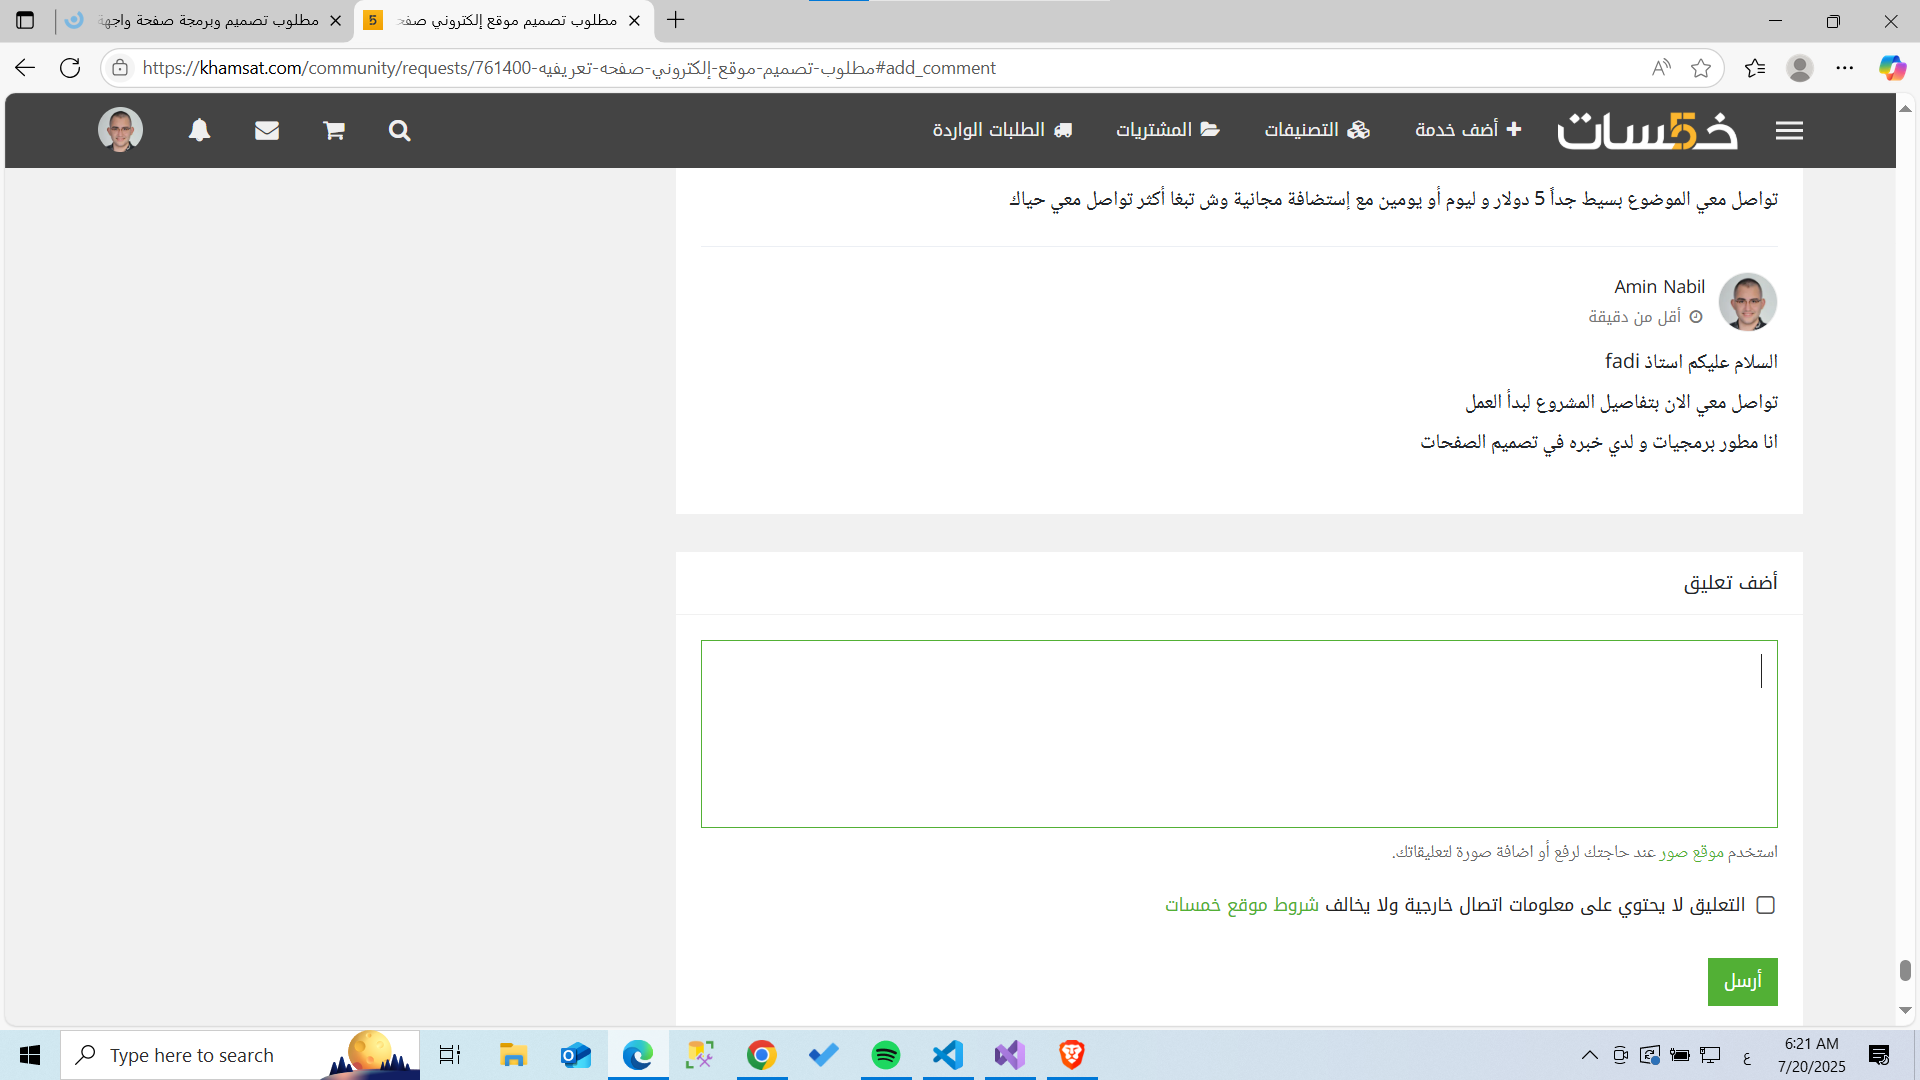 مطلوب تصميم وبرمجة صفحة واجهة
مطلوب تصميم موقع إلكتروني صفح
https://khamsat.com/community/requests/761400-مطلوب-تصميم-موقع-إلكتروني-صفحه-تعريفيه#add_comment
خمسات
أضف خدمة
التصنيفات
المشتريات
الطلبات الواردة
تواصل معي الموضوع بسيط جداً 5 دولار و ليوم أو يومين مع إستضافة مجانية وش تبغا أكثر تواصل معي حياك
Amin Nabil
أقل من دقيقة
السلام عليكم استاذ fadi
تواصل معي الان بتفاصيل المشروع لبدأ العمل
انا مطور برمجيات و لدي خبره في تصميم الصفحات
أضف تعليق
استخدم موقع صور عند حاجتك لرفع أو اضافة صورة لتعليقاتك.
التعليق لا يحتوي على معلومات اتصال خارجية ولا يخالف شروط موقع خمسات
أرسل
Type here to search
ع
6:21 AM
7/20/2025